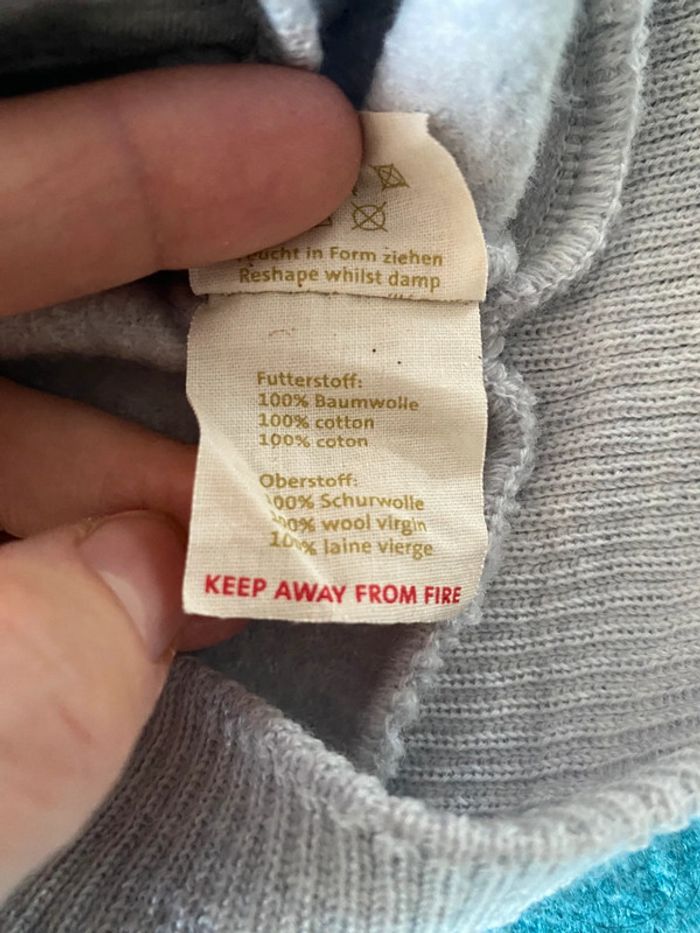 in Form ziehen
Reshape whilst damp
Futterstoff:
100% Baumwolle
100% cotton
100% coton
Oberstoff:
100% Schurwolle
100% wool virgin
100% laine vierge
KEEP AWAY FROM FIRE